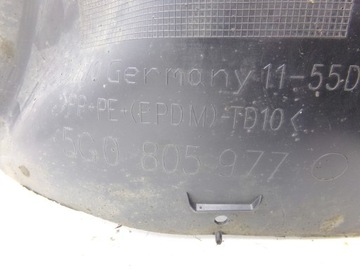 Germany 11-55D
>PP+PE-(EPDM)-TD10<
5G0 805 977